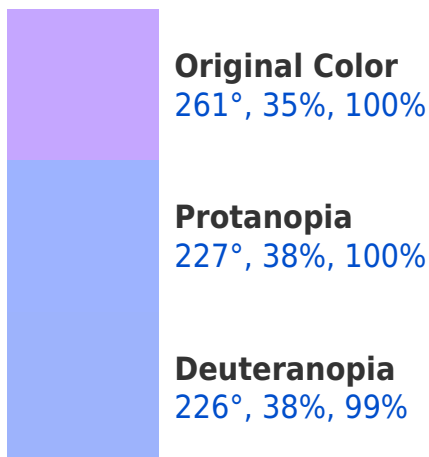 Original Color
261°, 35%, 100%
Protanopia
227°, 38%, 100%
Deuteranopia
226°, 38%, 99%